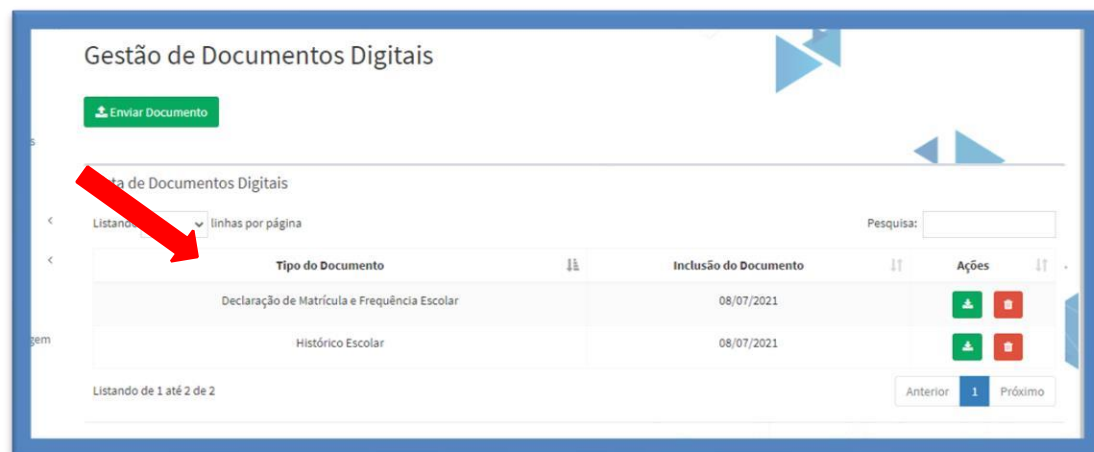 Gestão de Documentos Digitais
Enviar Documento
s
de Documentos Digitais
linhas por página
Pesquisa:
Tipo do Documento Inclusão do Documento Ações
Declaração de Matrícula e Frequência Escolar 08/07/2021
gem
Histórico Escolar 08/07/2021
Listando de 1 até 2 de 2
Anterior 1 Próximo